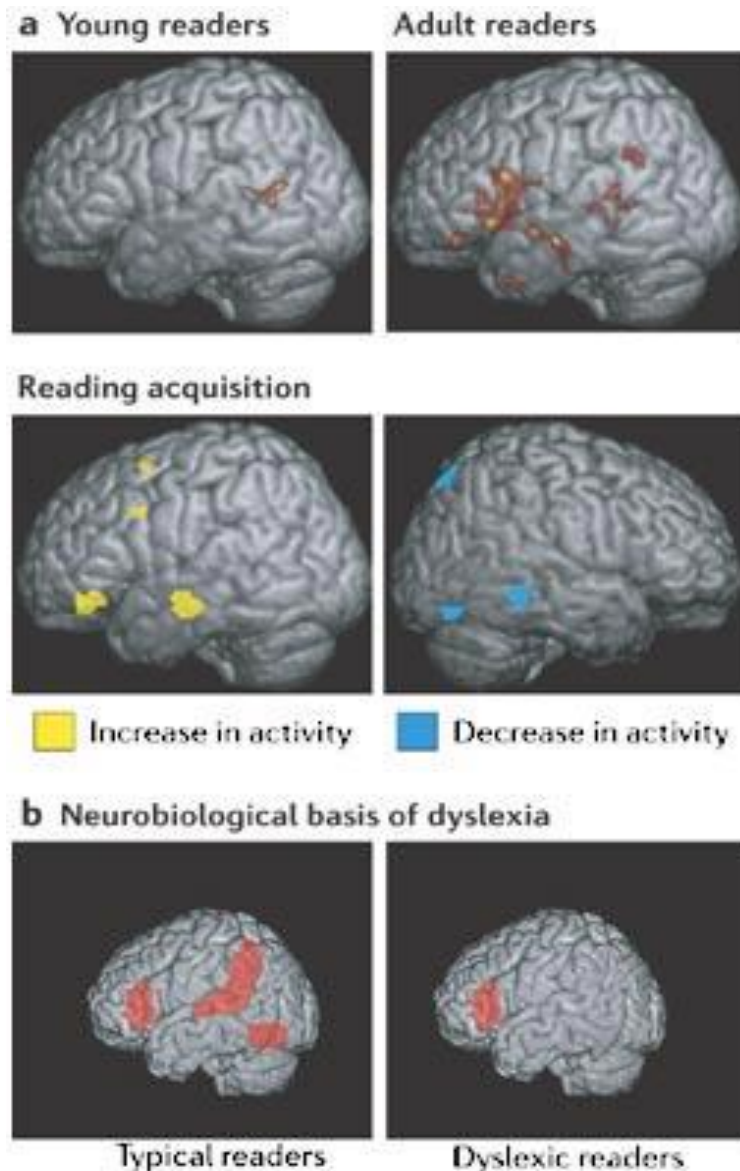 a Young readers
Adult readers
Reading acquisition
Increase in activity
Decrease in activity
b Neurobiological basis of dyslexia
Typical readers
Dyslexic readers